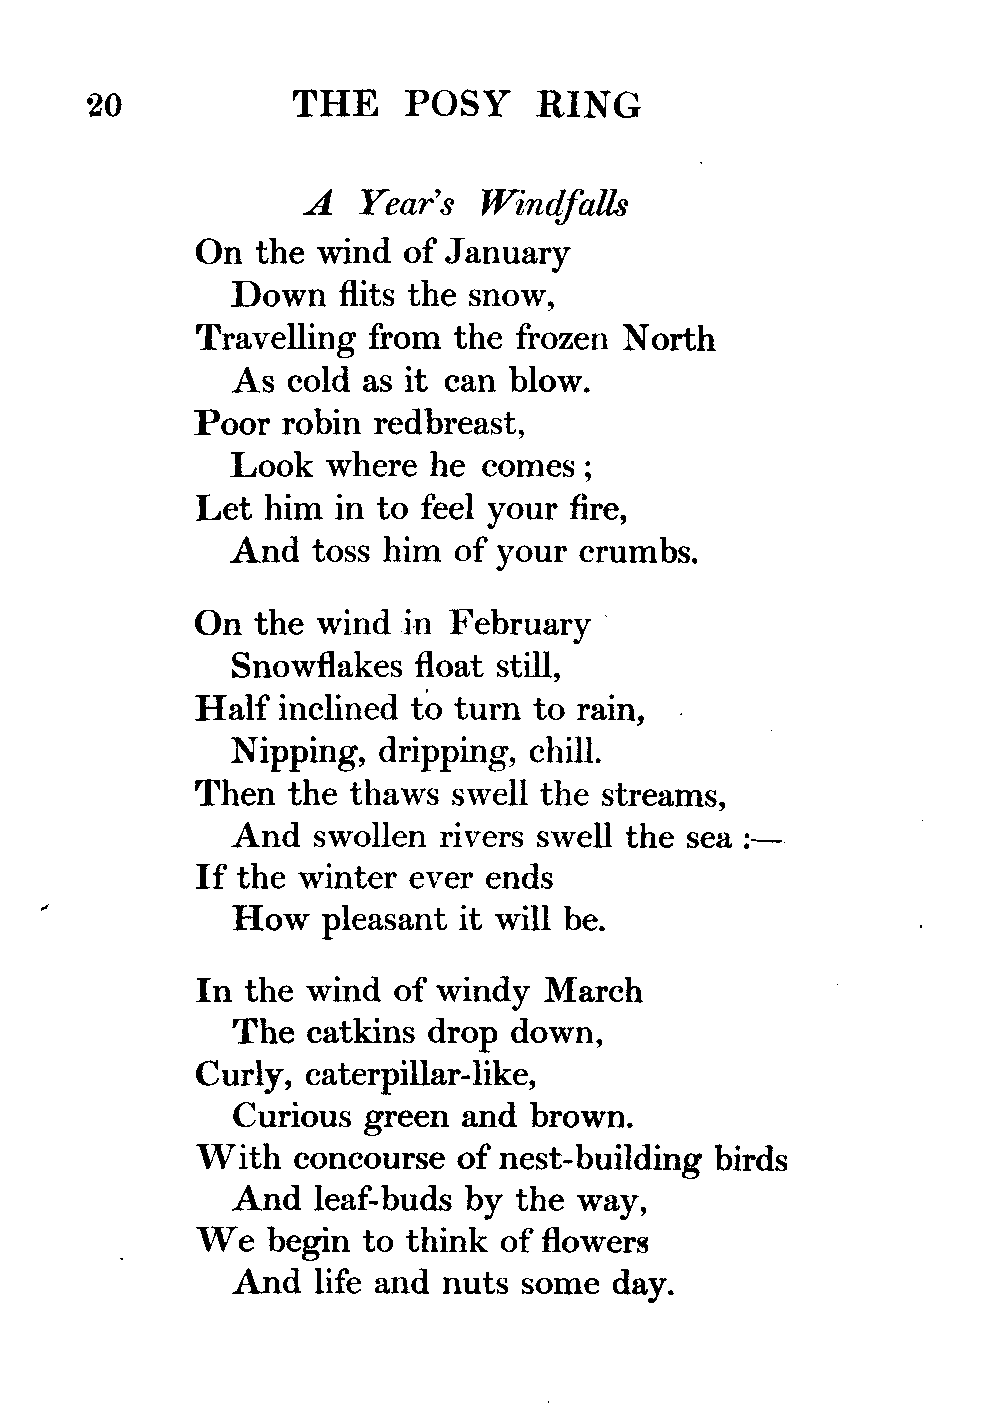 20 THE POSY RING
A Year's Windfalls
On the wind of January
Down flits the snow,
Travelling from the frozen North
As cold as it can blow.
Poor robin redbreast,
Look where he comes ;
Let him in to feel your fire,
And toss him of your crumbs.
On the wind in February
Snowflakes float still,
Half inclined to turn to rain,
Nipping, dripping, chill.
Then the thaws swell the streams,
And swollen rivers swell the sea :—
If the winter ever ends
How pleasant it will be.
In the wind of windy March
The catkins drop down,
Curly, caterpillar-like,
Curious green and brown.
With concourse of nest-building birds
And leaf-buds by the way,
We begin to think of flowers
And life and nuts some day.